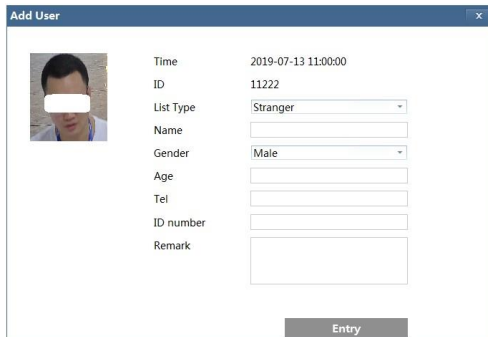 Add User
x
Time 2019-07-13 11:00:00
ID 11222
List Type Stranger
Name
Gender Male
Age
Tel
ID number
Remark
Entry